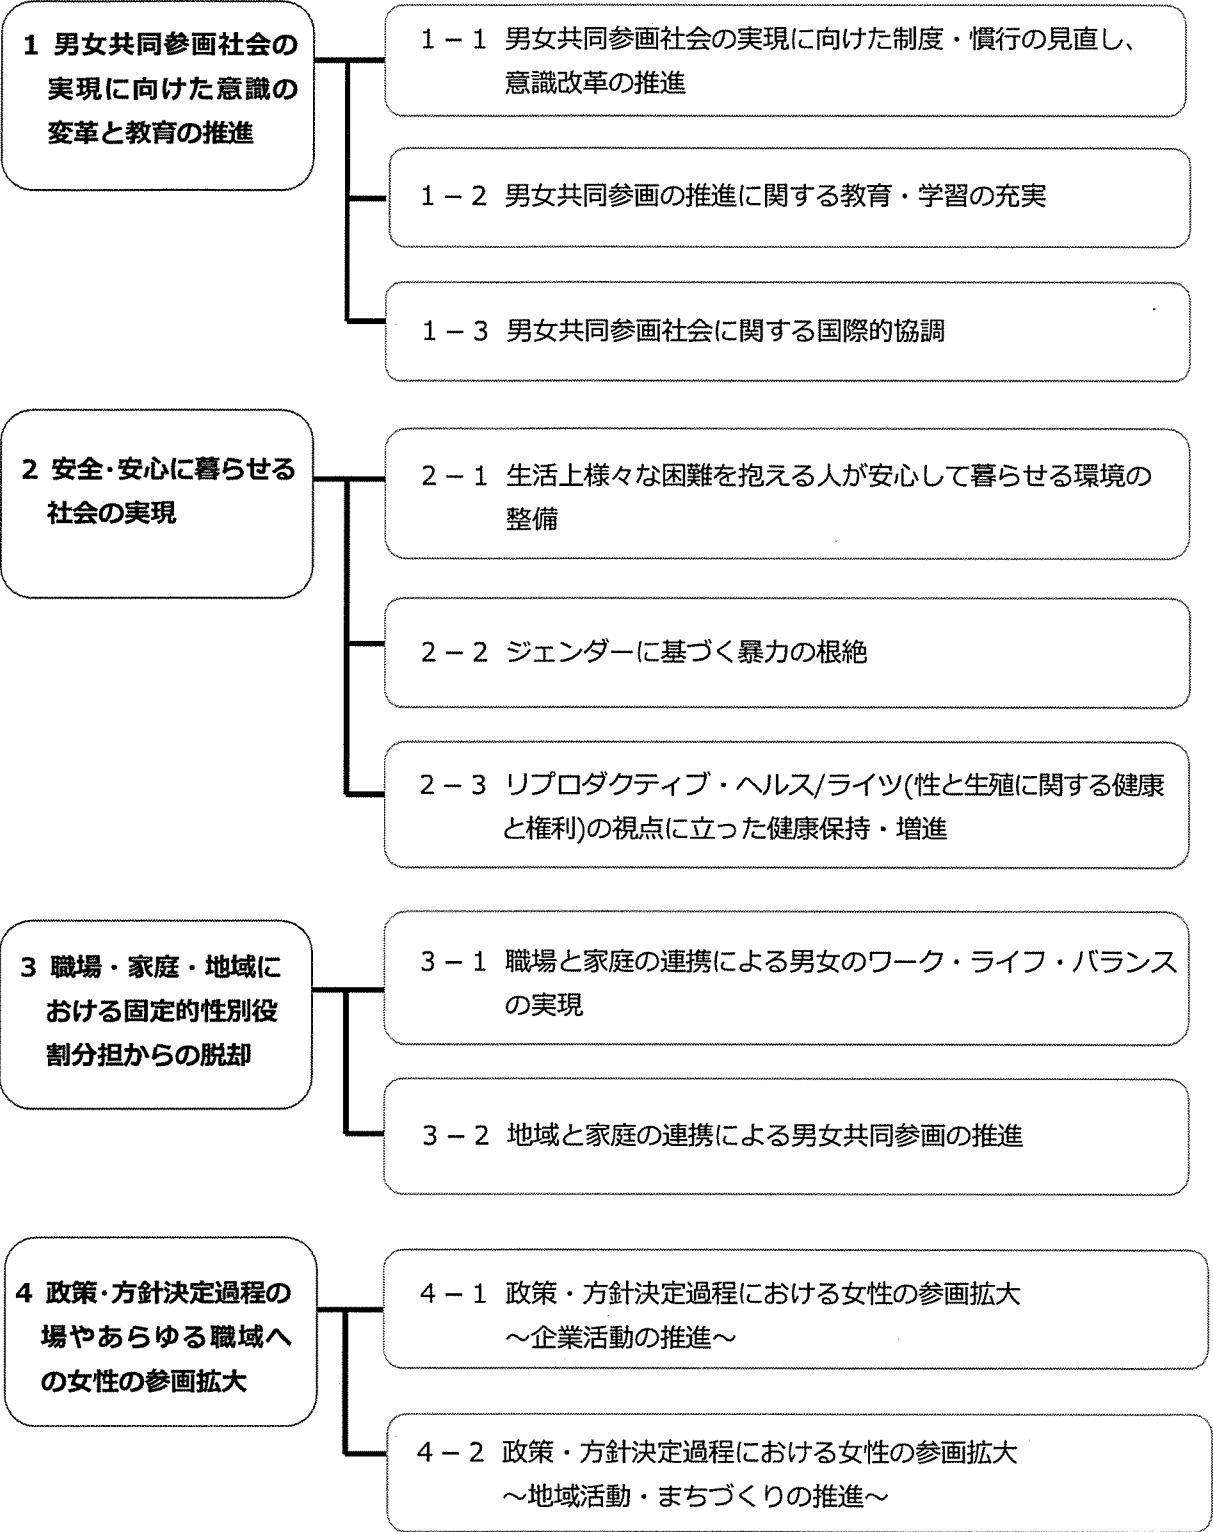 1 男女共同参画社会の
実現に向けた意識の
変革と教育の推進
1－1 男女共同参画社会の実現に向けた制度・慣行の見直し、
意識改革の推進
1－2 男女共同参画の推進に関する教育・学習の充実
1－3 男女共同参画社会に関する国際的協調
2 安全・安心に暮らせる
社会の実現
2－1 生活上様々な困難を抱える人が安心して暮らせる環境の
整備
2－2 ジェンダーに基づく暴力の根絶
2－3 リプロダクティブ・ヘルス/ライツ(性と生殖に関する健康
と権利)の視点に立った健康保持・増進
3 職場・家庭・地域に
おける固定的性別役
割分担からの脱却
3－1 職場と家庭の連携による男女のワーク・ライフ・バランス
の実現
3－2 地域と家庭の連携による男女共同参画の推進
4 政策・方針決定過程の
場やあらゆる職域へ
の女性の参画拡大
4－1 政策・方針決定過程における女性の参画拡大
～企業活動の推進～
4－2 政策・方針決定過程における女性の参画拡大
～地域活動・まちづくりの推進～